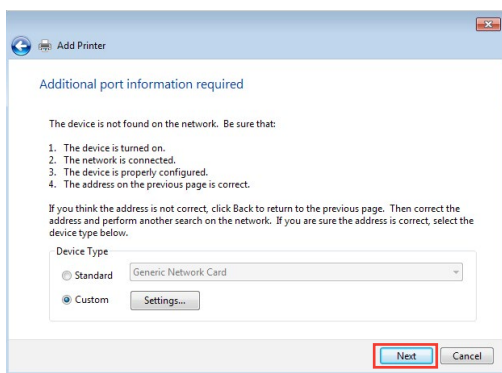 Add Printer
Additional port information required
The device is not found on the network. Be sure that:
1. The device is turned on.
2. The network is connected.
3. The device is properly configured.
4. The address on the previous page is correct.
If you think the address is not correct, click Back to return to the previous page. Then correct the
address and perform another search on the network. If you are sure the address is correct, select the
device type below.
Device Type
Standard Generic Network Card
Custom Settings...
Next Cancel